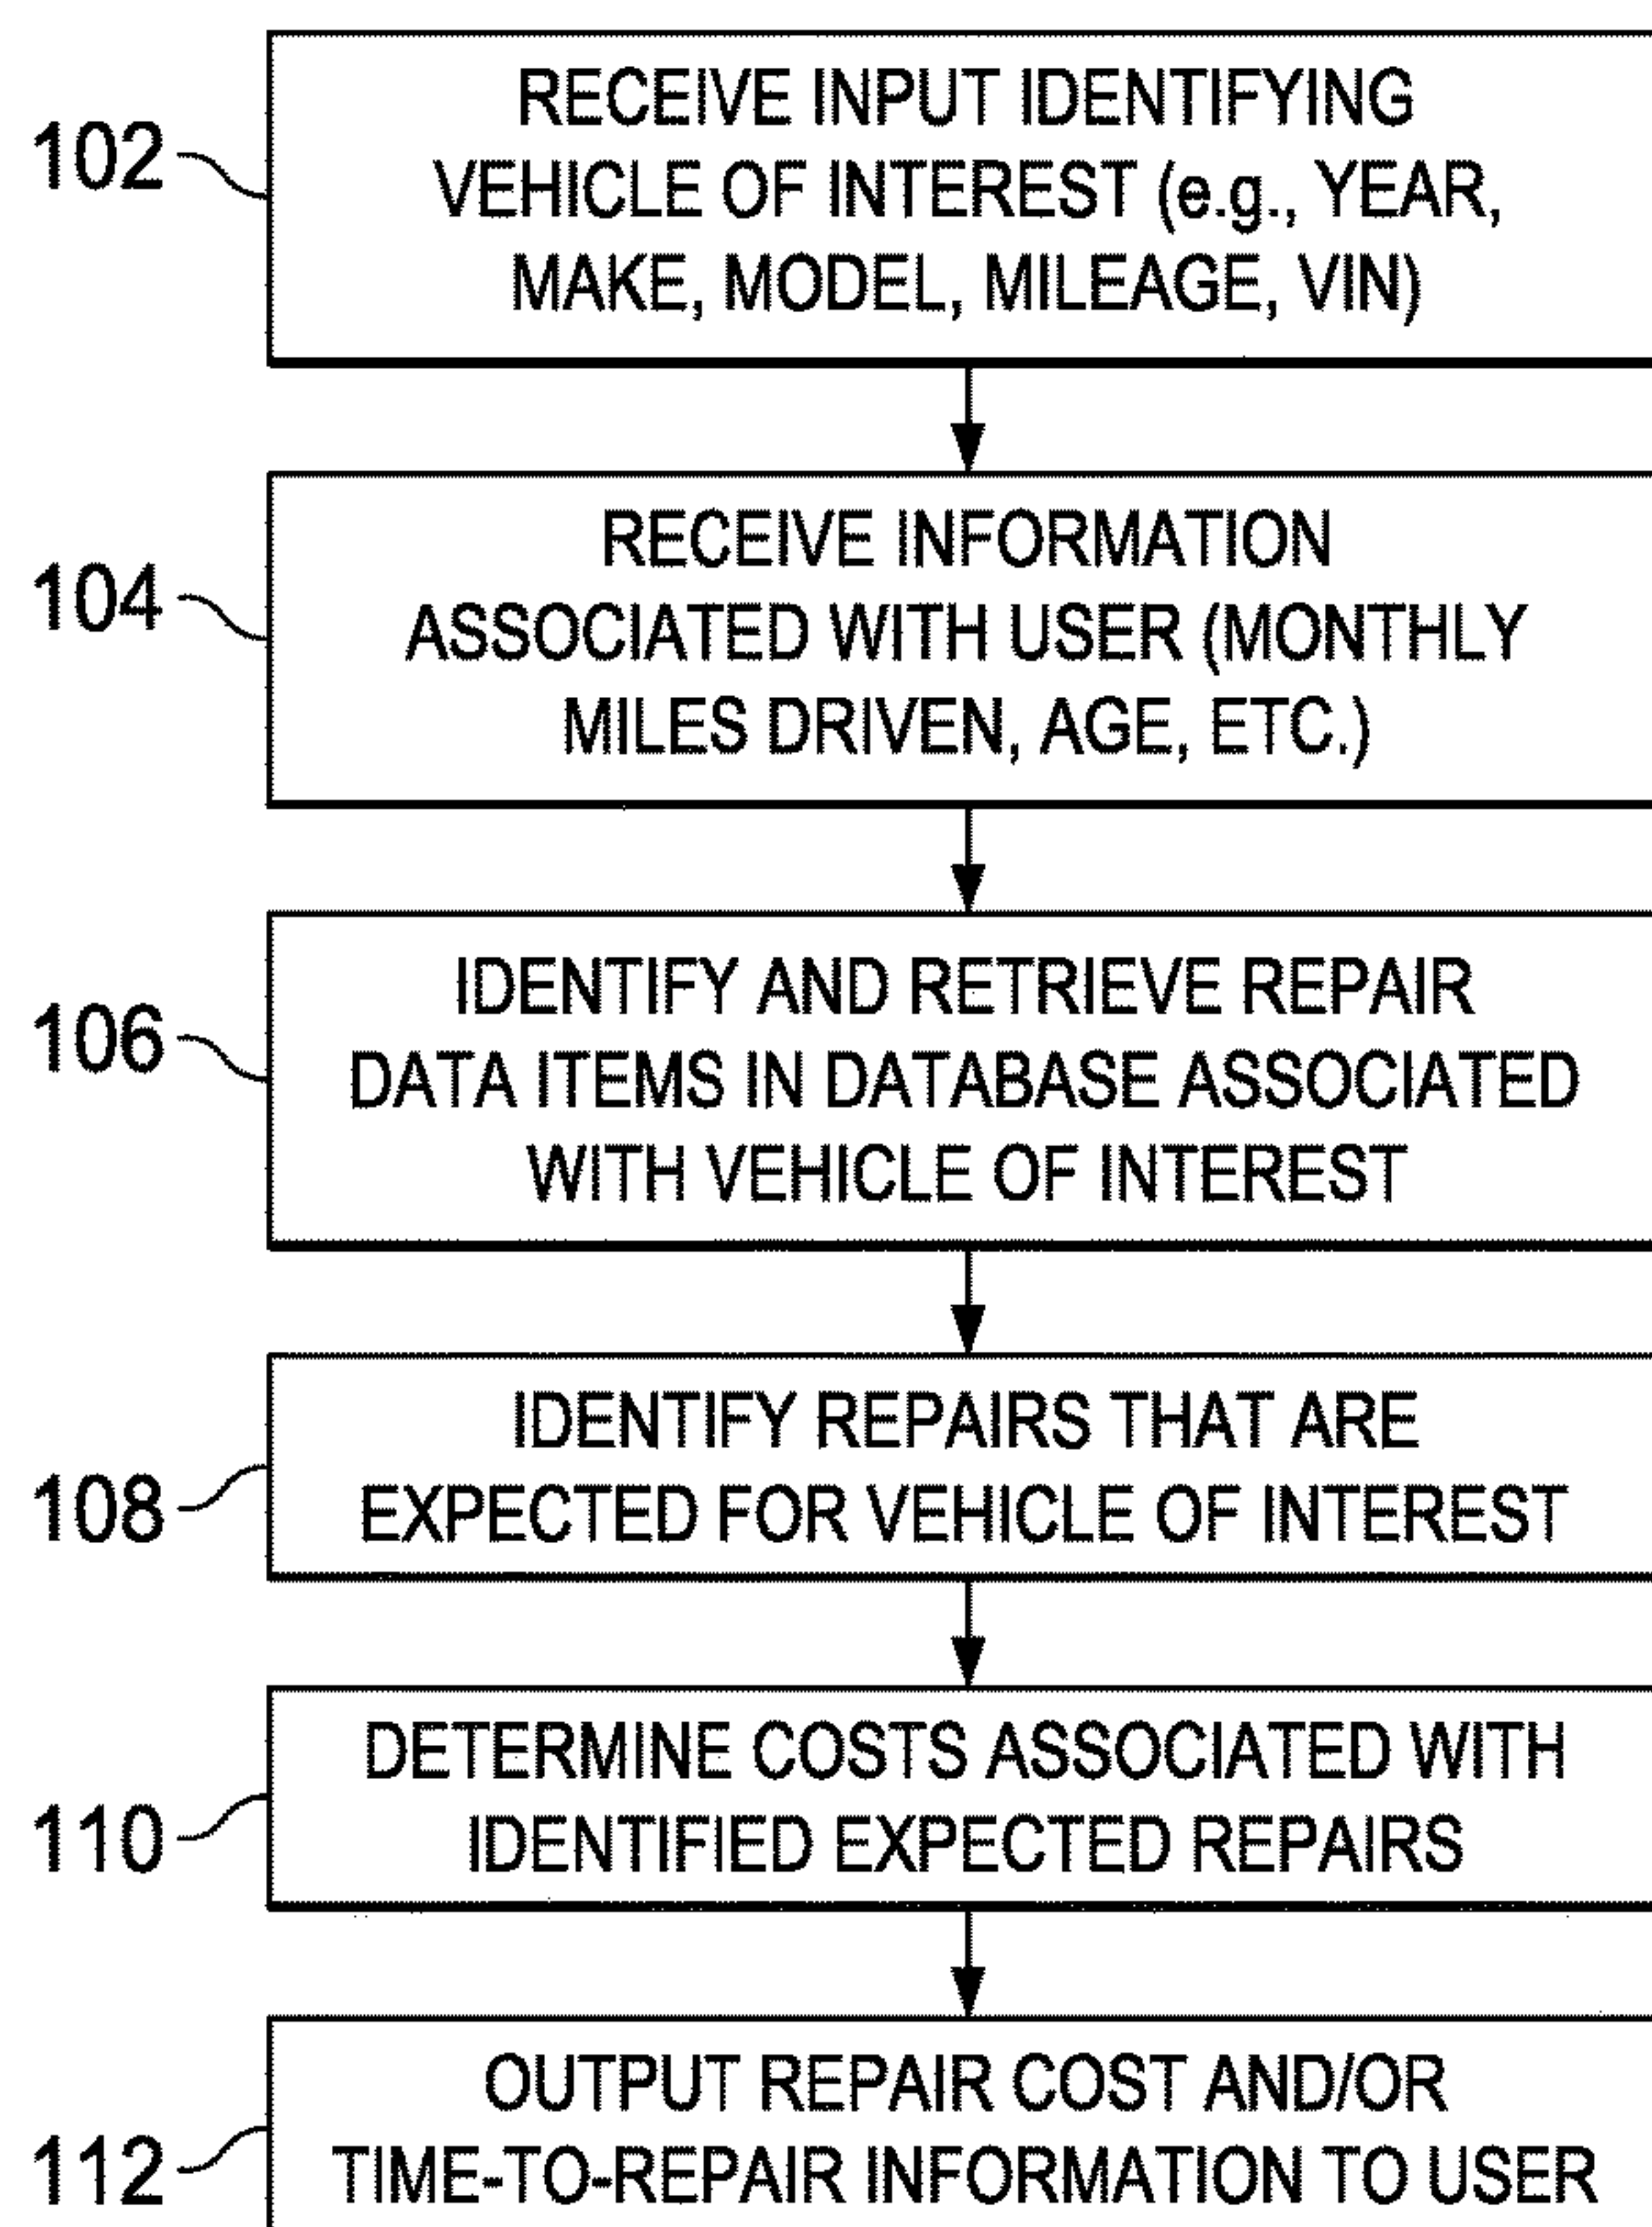 102
RECEIVE INPUT IDENTIFYING
VEHICLE OF INTEREST (e.g., YEAR,
MAKE, MODEL, MILEAGE, VIN)
104
RECEIVE INFORMATION
ASSOCIATED WITH USER (MONTHLY
MILES DRIVEN, AGE, ETC.)
106
IDENTIFY AND RETRIEVE REPAIR
DATA ITEMS IN DATABASE ASSOCIATED
WITH VEHICLE OF INTEREST
108
IDENTIFY REPAIRS THAT ARE
EXPECTED FOR VEHICLE OF INTEREST
110
DETERMINE COSTS ASSOCIATED WITH
IDENTIFIED EXPECTED REPAIRS
112
OUTPUT REPAIR COST AND/OR
TIME-TO-REPAIR INFORMATION TO USER